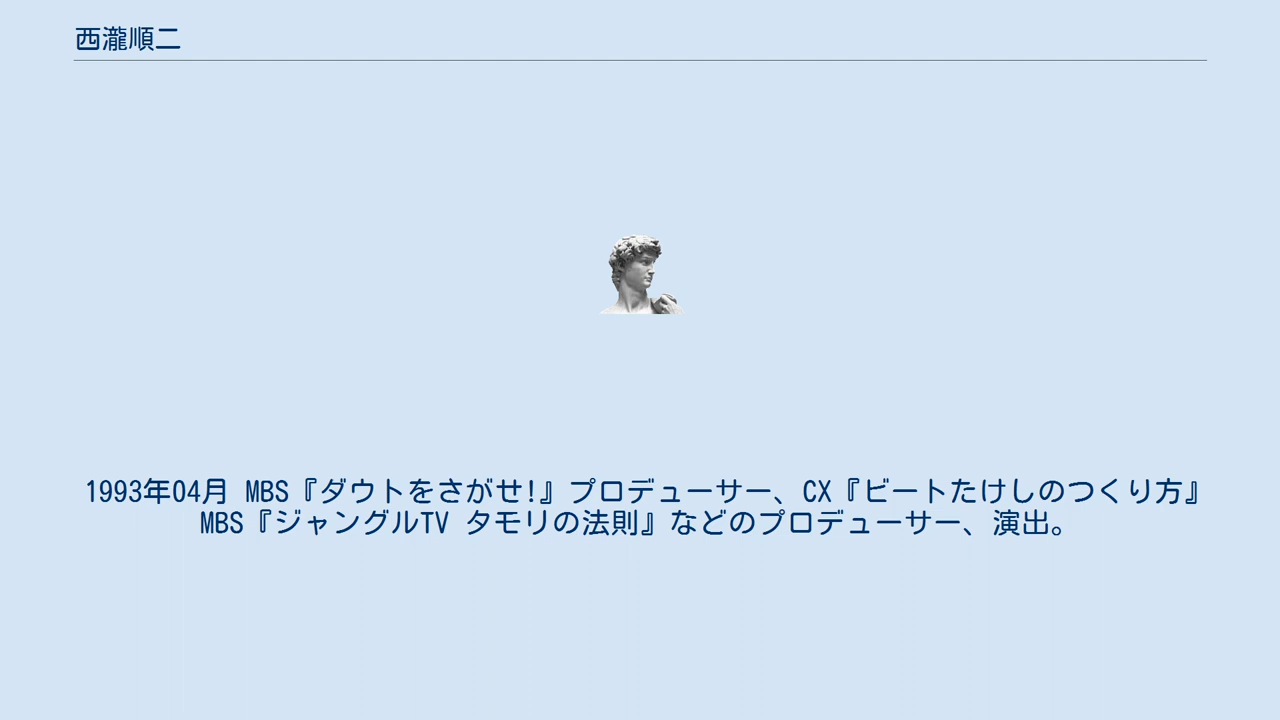 西瀧順二
1993年04月 MBS『ダウトをさがせ!』プロデューサー、CX『ビートたけしのつくり方』
MBS『ジャングルTV タモリの法則』などのプロデューサー、演出。